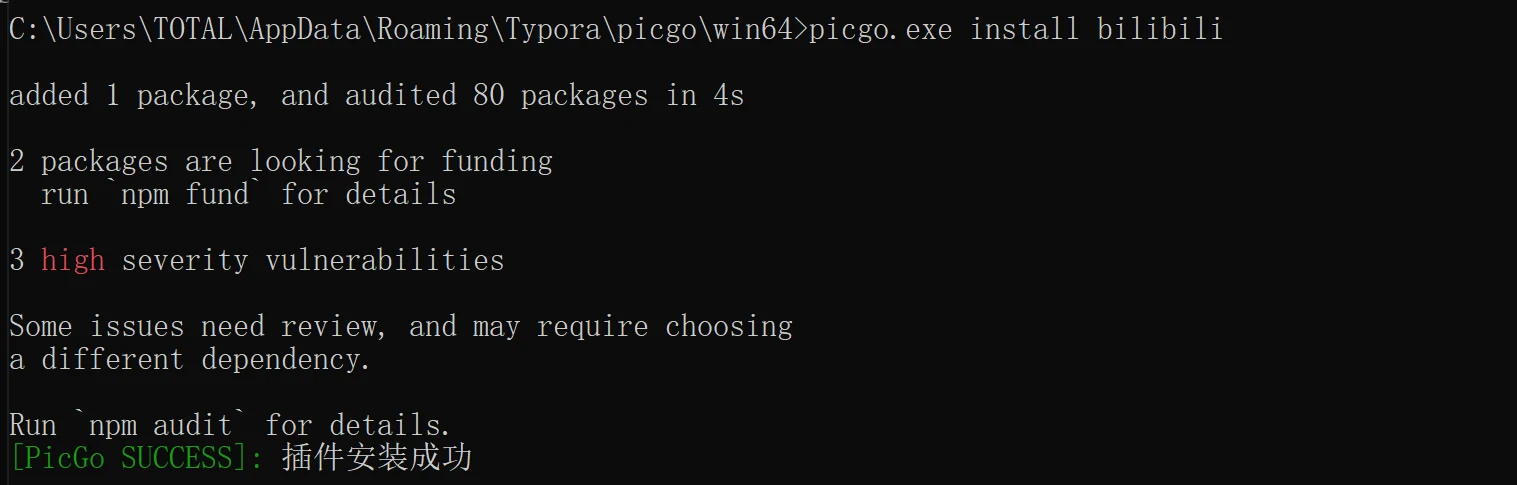 C:\Users\TOTAL\AppData\Roaming\Typora\picgo\win64>picgo.exe install bilibili
added 1 package, and audited 80 packages in 4s
2 packages are looking for funding
  run `npm fund` for details
3 high severity vulnerabilities
Some issues need review, and may require choosing
a different dependency.
Run `npm audit` for details.
[PicGo SUCCESS]: 插件安装成功